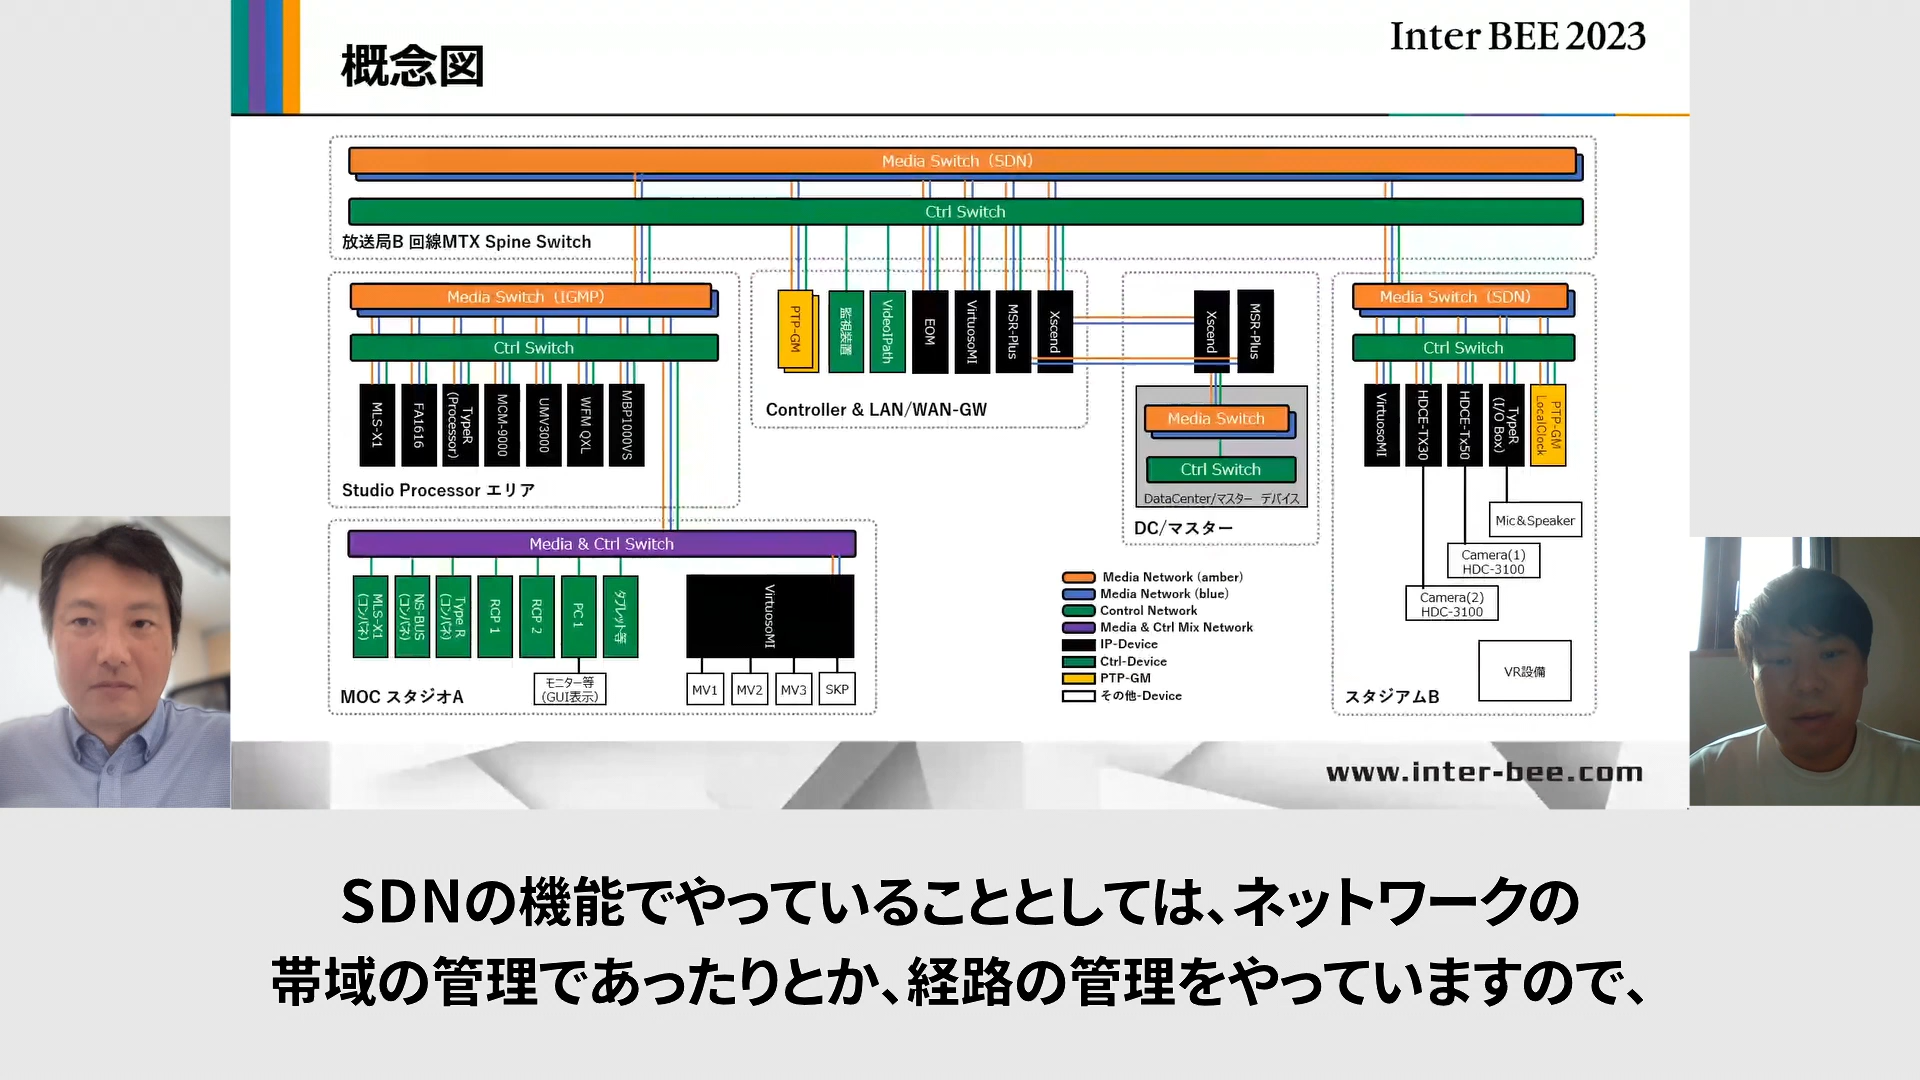 Inter BEE 2023
概念図
Media Switch（SDN）
Ctrl Switch
放送局B 回線MTX Spine Switch
Media Switch（IGMP）
Ctrl Switch
MLS-X1
FA1616
TypeR
(Processor)
MCM-9000
UMV3000
WFM QXL
MBP1000VS
Studio Processor エリア
PTP-GM
監視装置
VideoIPath
EOM
VirtuosoMI
MSR-Plus
Xscend
Controller & LAN/WAN-GW
Xscend
MSR-Plus
Media Switch
Ctrl Switch
DataCenter/マスター デバイス
DC/マスター
Media Switch（SDN）
Ctrl Switch
VirtuosoMI
HDCE-TX30
HDCE-Tx50
TypeR
(I/O Box)
PTP-GM
LocalClock
Mic＆Speaker
Camera(1)
HDC-3100
Camera(2)
HDC-3100
VR設備
スタジアムB
Media & Ctrl Switch
MLS-X1
(コンパネ)
NS-BUS
(コンパネ)
Type R
(コンパネ)
RCP 1
RCP 2
PC 1
タブレット等
モニター等
(GUI表示)
VirtuosoMI
MV1
MV2
MV3
SKP
MOC スタジオA
Media Network (amber)
Media Network (blue)
Control Network
Media & Ctrl Mix Network
IP-Device
Ctrl-Device
PTP-GM
その他-Device
www.inter-bee.com
SDNの機能でやっていることとしては、ネットワークの
帯域の管理であったりとか、経路の管理をやっていますので、